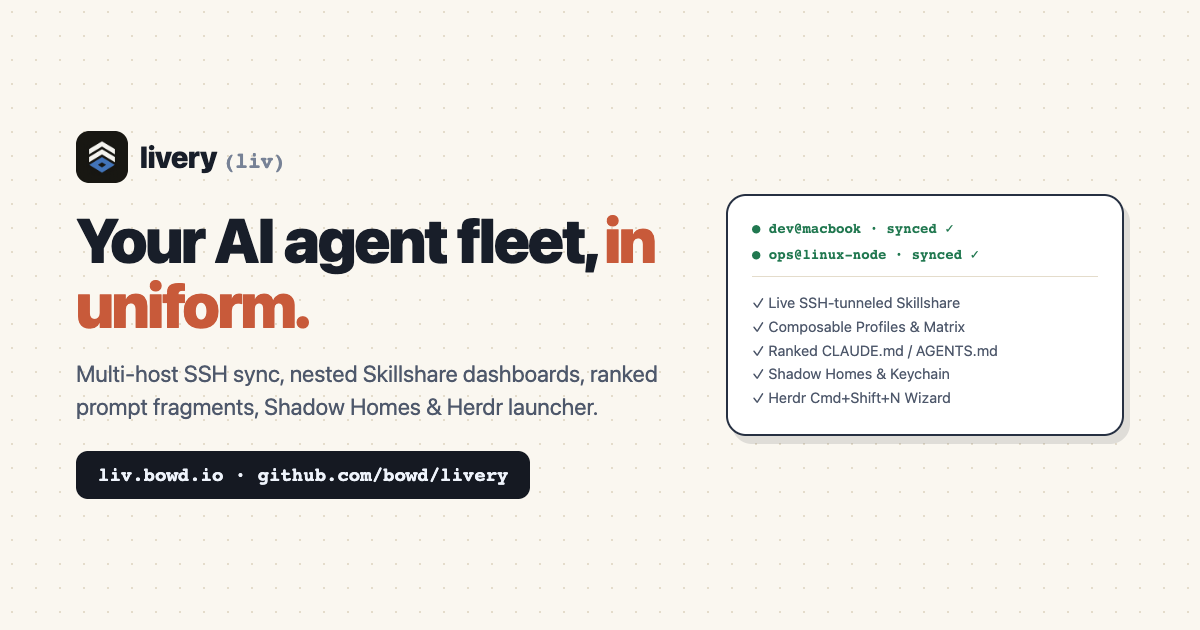 livery (liv)
Your AI agent fleet, in
uniform.
Multi-host SSH sync, nested Skillshare dashboards, ranked
prompt fragments, Shadow Homes & Herdr launcher.
liv.bowd.io · github.com/bowd/livery
● dev@macbook · synced ✓
● ops@linux-node · synced ✓
✓ Live SSH-tunneled Skillshare
✓ Composable Profiles & Matrix
✓ Ranked CLAUDE.md / AGENTS.md
✓ Shadow Homes & Keychain
✓ Herdr Cmd+Shift+N Wizard